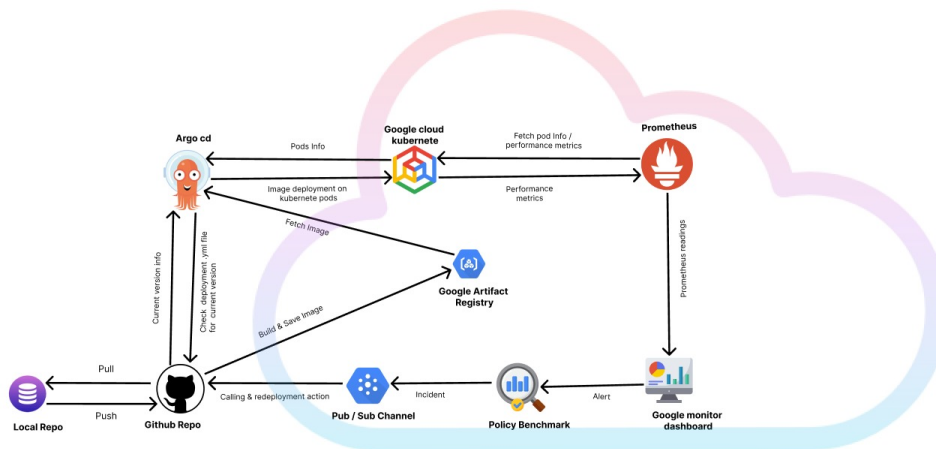 Google cloud
kubernetes
Prometheus
Argo cd
Pods Info
Fetch pod Info /
performance metrics
Image deployment on
kubernetes pods
Performance
metrics
Fetch Image
Current version info
Check deployment .yml file
for current version
Google Artifact
Registry
Prometheus readings
Build & Save Image
Pull
Push
Calling & redeployment action
Incident
Alert
Local Repo
Github Repo
Pub / Sub Channel
Policy Benchmark
Google monitor
dashboard